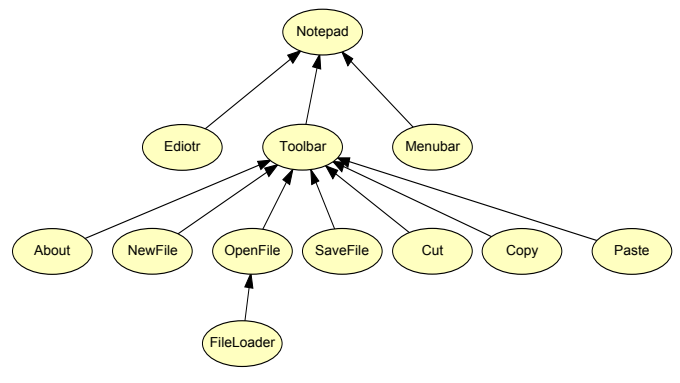 Notepad
Ediotr
Toolbar
Menubar
About
NewFile
OpenFile
SaveFile
Cut
Copy
Paste
FileLoader